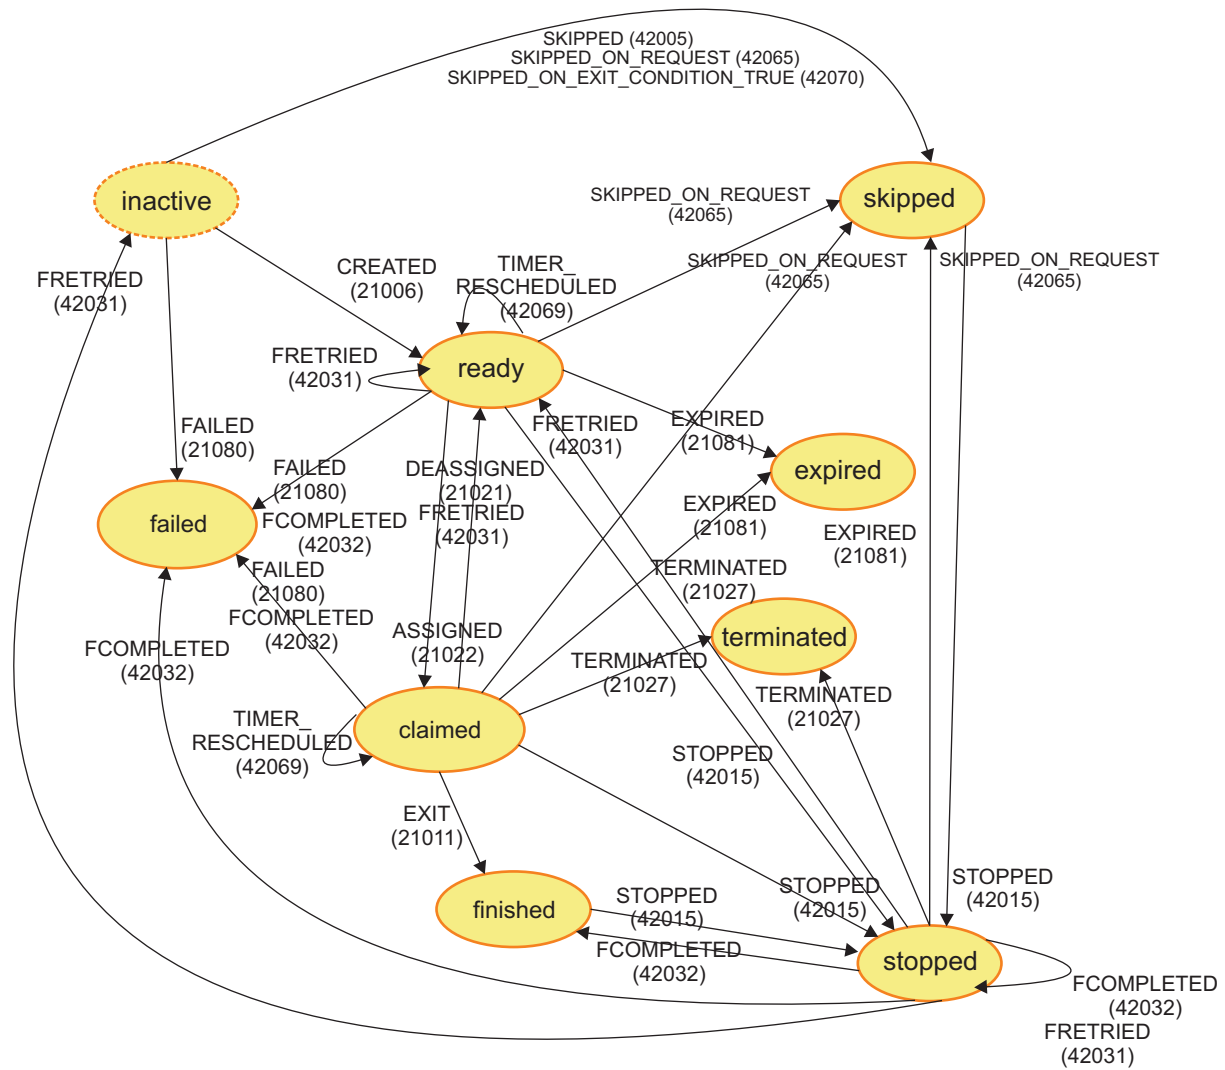 SKIPPED (42005)
SKIPPED_ON_REQUEST (42065)
SKIPPED_ON_EXIT_CONDITION_TRUE (42070)
inactive
skipped
SKIPPED_ON_REQUEST
(42065)
SKIPPED_ON_REQUEST
(42065)
SKIPPED_ON_REQUEST
(42065)
FRETRIED
(42031)
CREATED
(21006)
TIMER_
RESCHEDULED
(42069)
FRETRIED
(42031)
ready
FAILED
(21080)
FAILED
(21080)
FCOMPLETED
(42032)
DEASSIGNED
(21021)
FRETRIED
(42031)
FRETRIED
(42031)
EXPIRED
(21081)
expired
EXPIRED
(21081)
EXPIRED
(21081)
failed
FAILED
(21080)
FCOMPLETED
(42032)
TERMINATED
(21027)
terminated
FCOMPLETED
(42032)
ASSIGNED
(21022)
TERMINATED
(21027)
TERMINATED
(21027)
TIMER_
RESCHEDULED
(42069)
claimed
STOPPED
(42015)
EXIT
(21011)
finished
STOPPED
(42015)
STOPPED
(42015)
STOPPED
(42015)
FCOMPLETED
(42032)
stopped
FCOMPLETED
(42032)
FRETRIED
(42031)